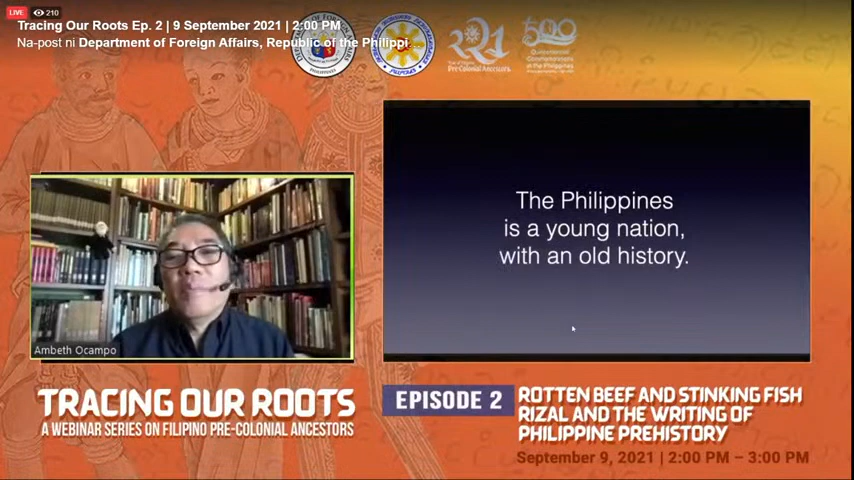 LIVE 210
Tracing Our Roots Ep. 2 | 9 September 2021 | 2:00 PM
Na-post ni Department of Foreign Affairs, Republic of the Philippi...
Pre-Colonial Ancestors
The Philippines
is a young nation,
with an old history.
Ambeth Ocampo
TRACING OUR ROOTS
A WEBINAR SERIES ON FILIPINO PRE-COLONIAL ANCESTORS
EPISODE 2
ROTTEN BEEF AND STINKING FISH
RIZAL AND THE WRITING OF
PHILIPPINE PREHISTORY
September 9, 2021 | 2:00 PM – 3:00 PM